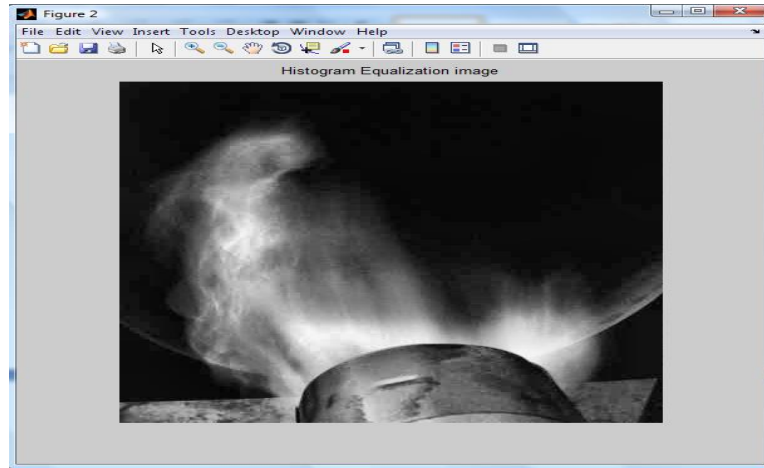 Figure 2
File Edit View Insert Tools Desktop Window Help
Histogram Equalization image